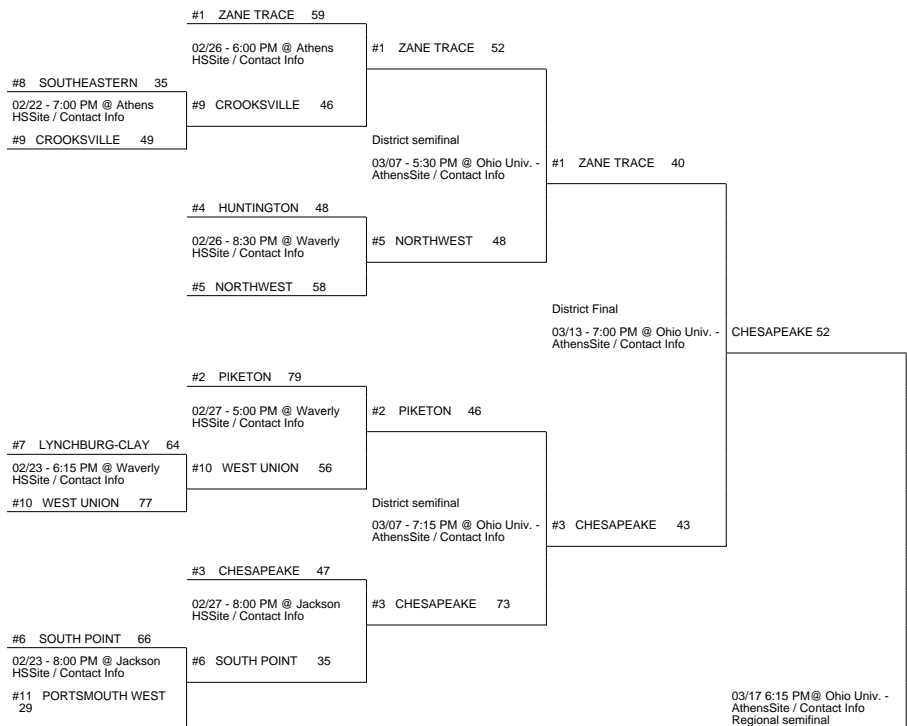 #1 ZANE TRACE 59
02/26 - 6:00 PM @ Athens
HSSite / Contact Info
#1 ZANE TRACE 52
#8 SOUTHEASTERN 35
02/22 - 7:00 PM @ Athens
HSSite / Contact Info
#9 CROOKSVILLE 46
#9 CROOKSVILLE 49
District semifinal
03/07 - 5:30 PM @ Ohio Univ. -
AthensSite / Contact Info
#1 ZANE TRACE 40
#4 HUNTINGTON 48
02/26 - 8:30 PM @ Waverly
HSSite / Contact Info
#5 NORTHWEST 48
#5 NORTHWEST 58
District Final
03/13 - 7:00 PM @ Ohio Univ. -
AthensSite / Contact Info
CHESAPEAKE 52
#2 PIKETON 79
02/27 - 5:00 PM @ Waverly
HSSite / Contact Info
#2 PIKETON 46
#7 LYNCHBURG-CLAY 64
02/23 - 6:15 PM @ Waverly
HSSite / Contact Info
#10 WEST UNION 56
#10 WEST UNION 77
District semifinal
03/07 - 7:15 PM @ Ohio Univ. -
AthensSite / Contact Info
#3 CHESAPEAKE 43
#3 CHESAPEAKE 47
02/27 - 8:00 PM @ Jackson
HSSite / Contact Info
#3 CHESAPEAKE 73
#6 SOUTH POINT 66
02/23 - 8:00 PM @ Jackson
HSSite / Contact Info
#6 SOUTH POINT 35
#11 PORTSMOUTH WEST
29
03/17 6:15 PM@ Ohio Univ. -
AthensSite / Contact Info
Regional semifinal